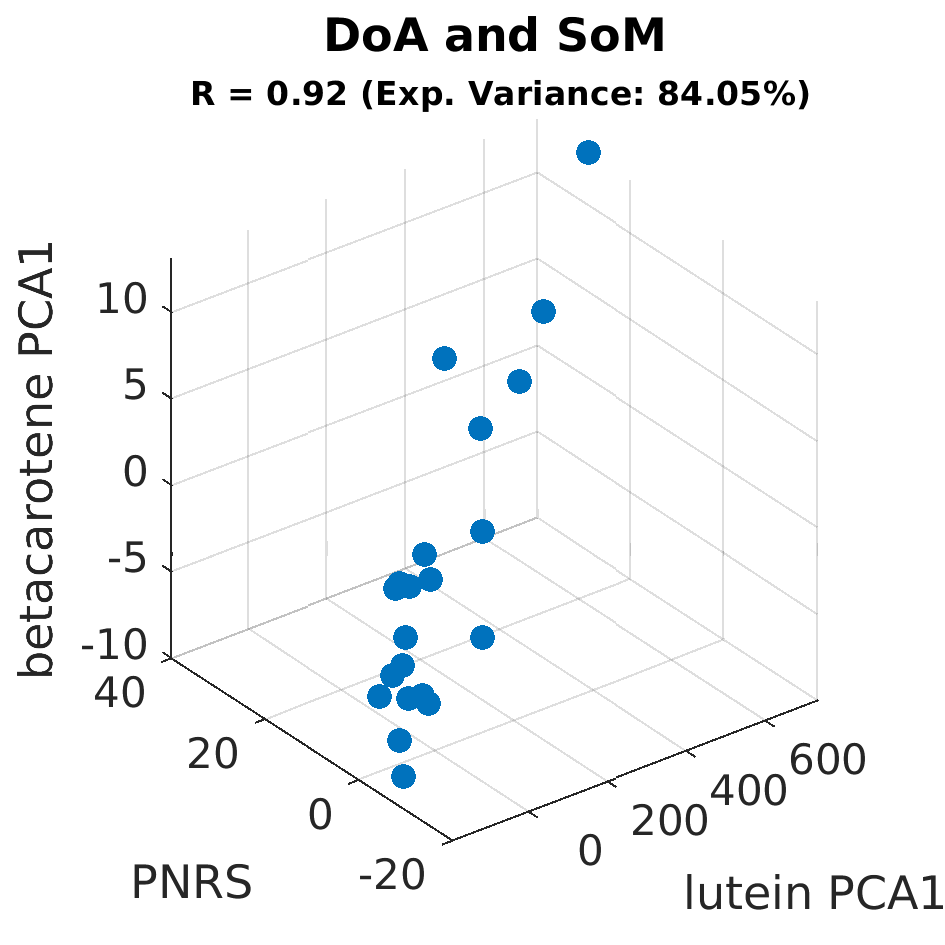 DoA and SoM
R = 0.92 (Exp. Variance: 84.05%)
betacarotene PCA1
10
5
0
-5
-10
40
20
0
-20
PNRS
0
200
400
600
lutein PCA1